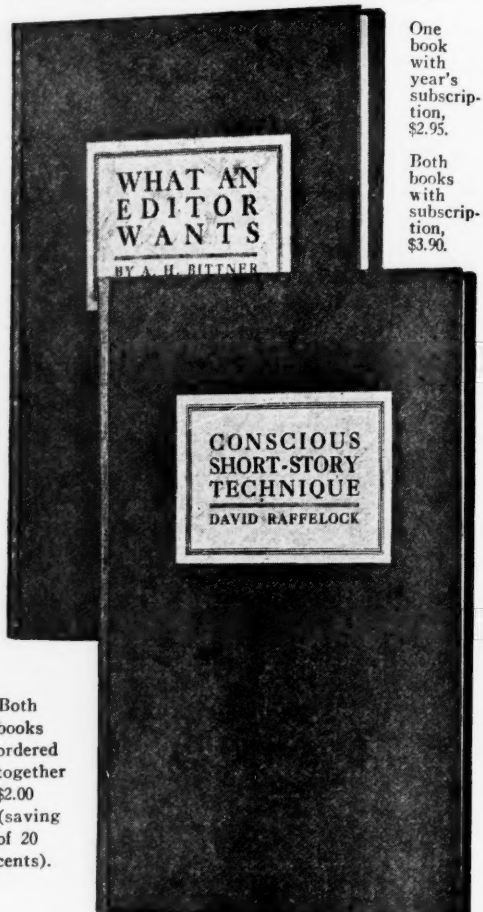 One
book
with
year's
subscrip-
tion,
$2.95.
Both
books
with
subscrip-
tion,
$3.90.
WHAT AN
EDITOR
WANTS
BY A. H. BITTNER
CONSCIOUS
SHORT-STORY
TECHNIQUE
DAVID RAFFELOCK
Both
books
ordered
together
$2.00
(saving
of 20
cents).